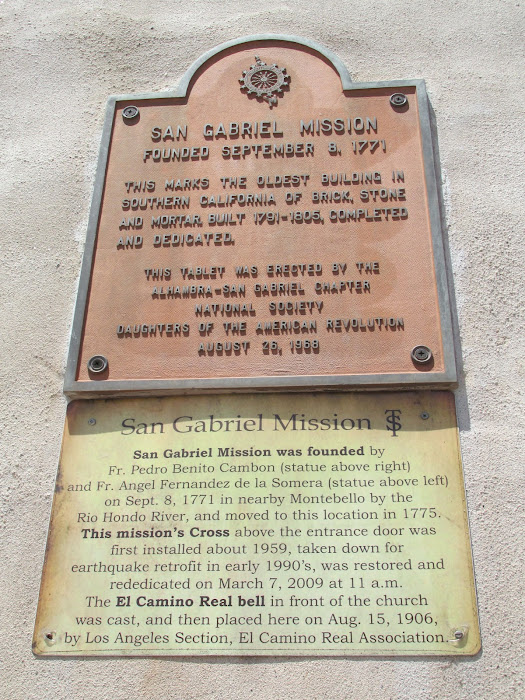 SAN GABRIEL MISSION
FOUNDED SEPTEMBER 8, 1771
THIS MARKS THE OLDEST BUILDING IN
SOUTHERN CALIFORNIA OF BRICK, STONE
AND MORTAR, BUILT 1791-1805, COMPLETED
AND DEDICATED.
THIS TABLET WAS ERECTED BY THE
ALHAMBRA-SAN GABRIEL CHAPTER
NATIONAL SOCIETY
DAUGHTERS OF THE AMERICAN REVOLUTION
AUGUST 26, 1968
San Gabriel Mission
San Gabriel Mission was founded by
Fr. Pedro Benito Cambon (statue above right)
and Fr. Angel Fernandez de la Somera (statue above left)
on Sept. 8, 1771 in nearby Montebello by the
Rio Hondo River, and moved to this location in 1775.
This mission's Cross above the entrance door was
first installed about 1959, taken down for
earthquake retrofit in early 1990's, was restored and
rededicated on March 7, 2009 at 11 a.m.
The El Camino Real bell in front of the church
was cast, and then placed here on Aug. 15, 1906,
by Los Angeles Section, El Camino Real Association.